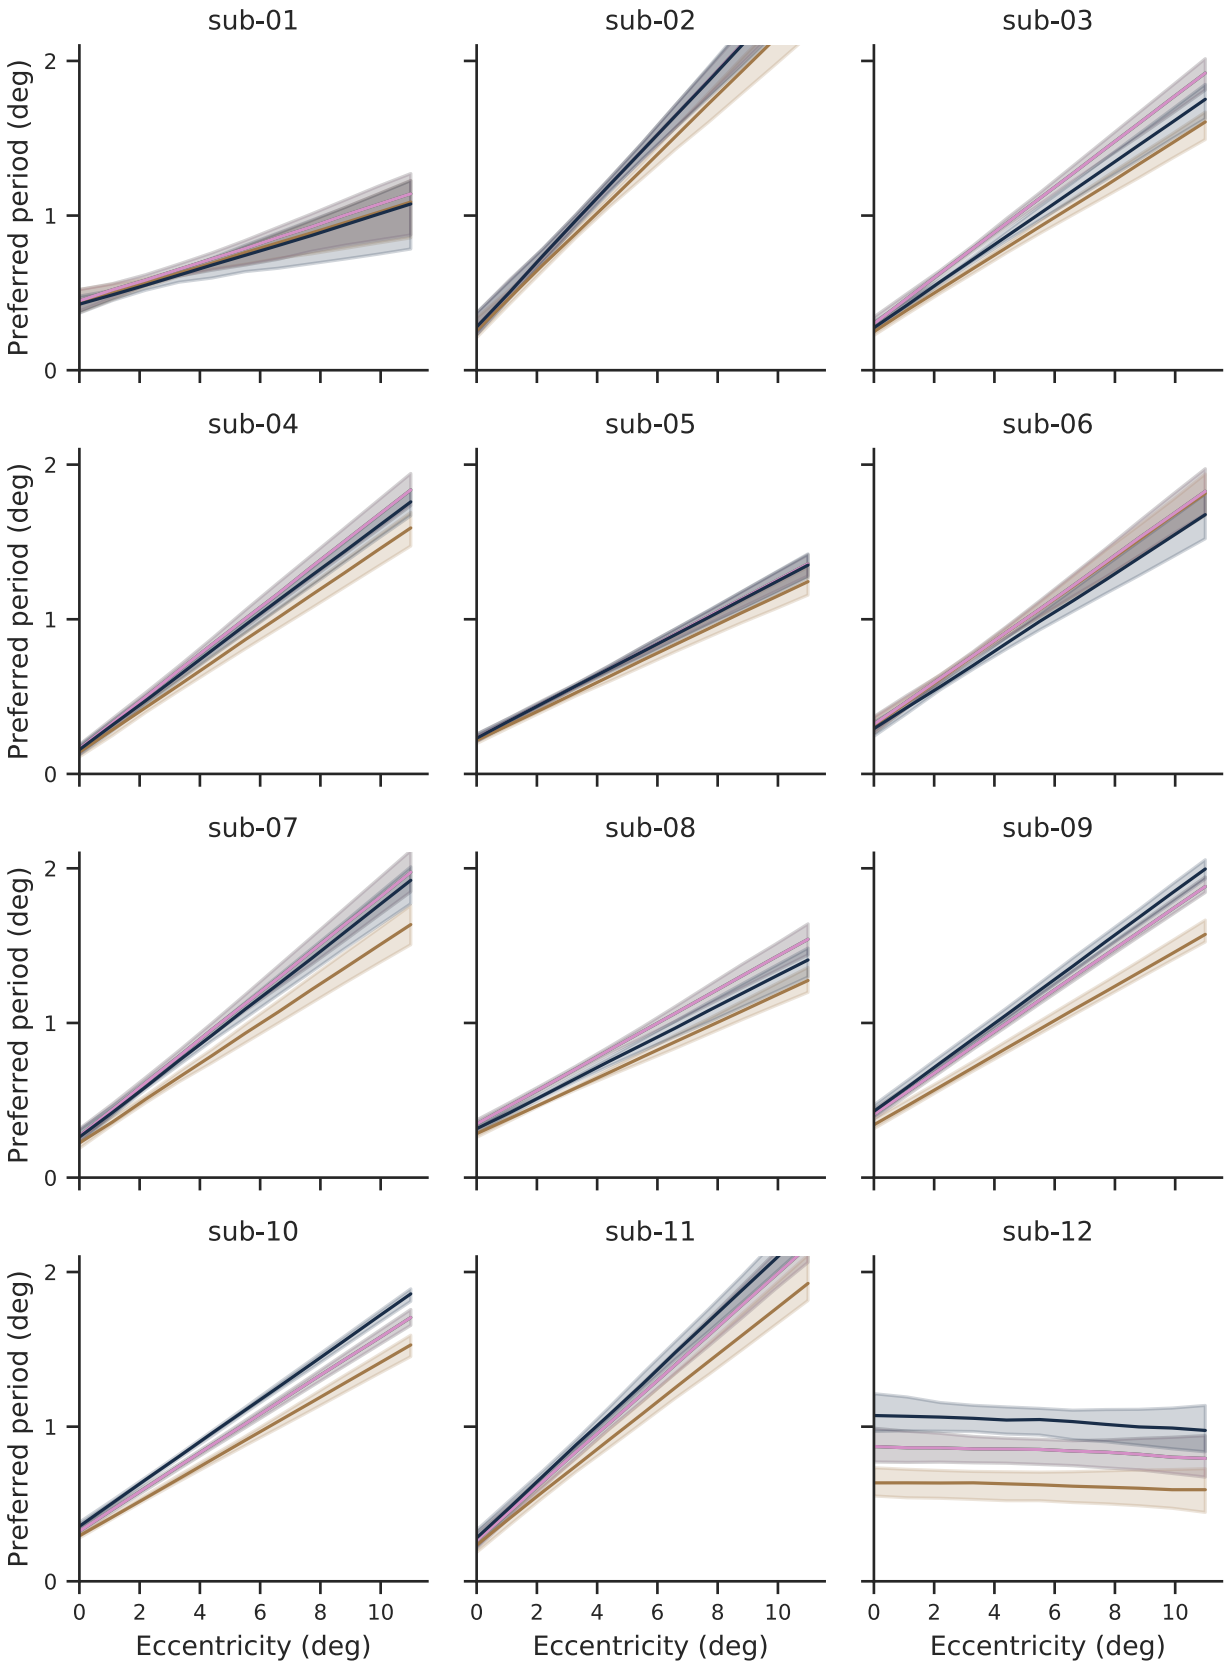 sub-01 sub-02 sub-03
Preferred period (deg)
2
1
0
sub-04 sub-05 sub-06
Preferred period (deg)
2
1
0
sub-07 sub-08 sub-09
Preferred period (deg)
2
1
0
sub-10 sub-11 sub-12
Preferred period (deg)
2
1
0
0 2 4 6 8 10 0 2 4 6 8 10 0 2 4 6 8 10
Eccentricity (deg) Eccentricity (deg) Eccentricity (deg)